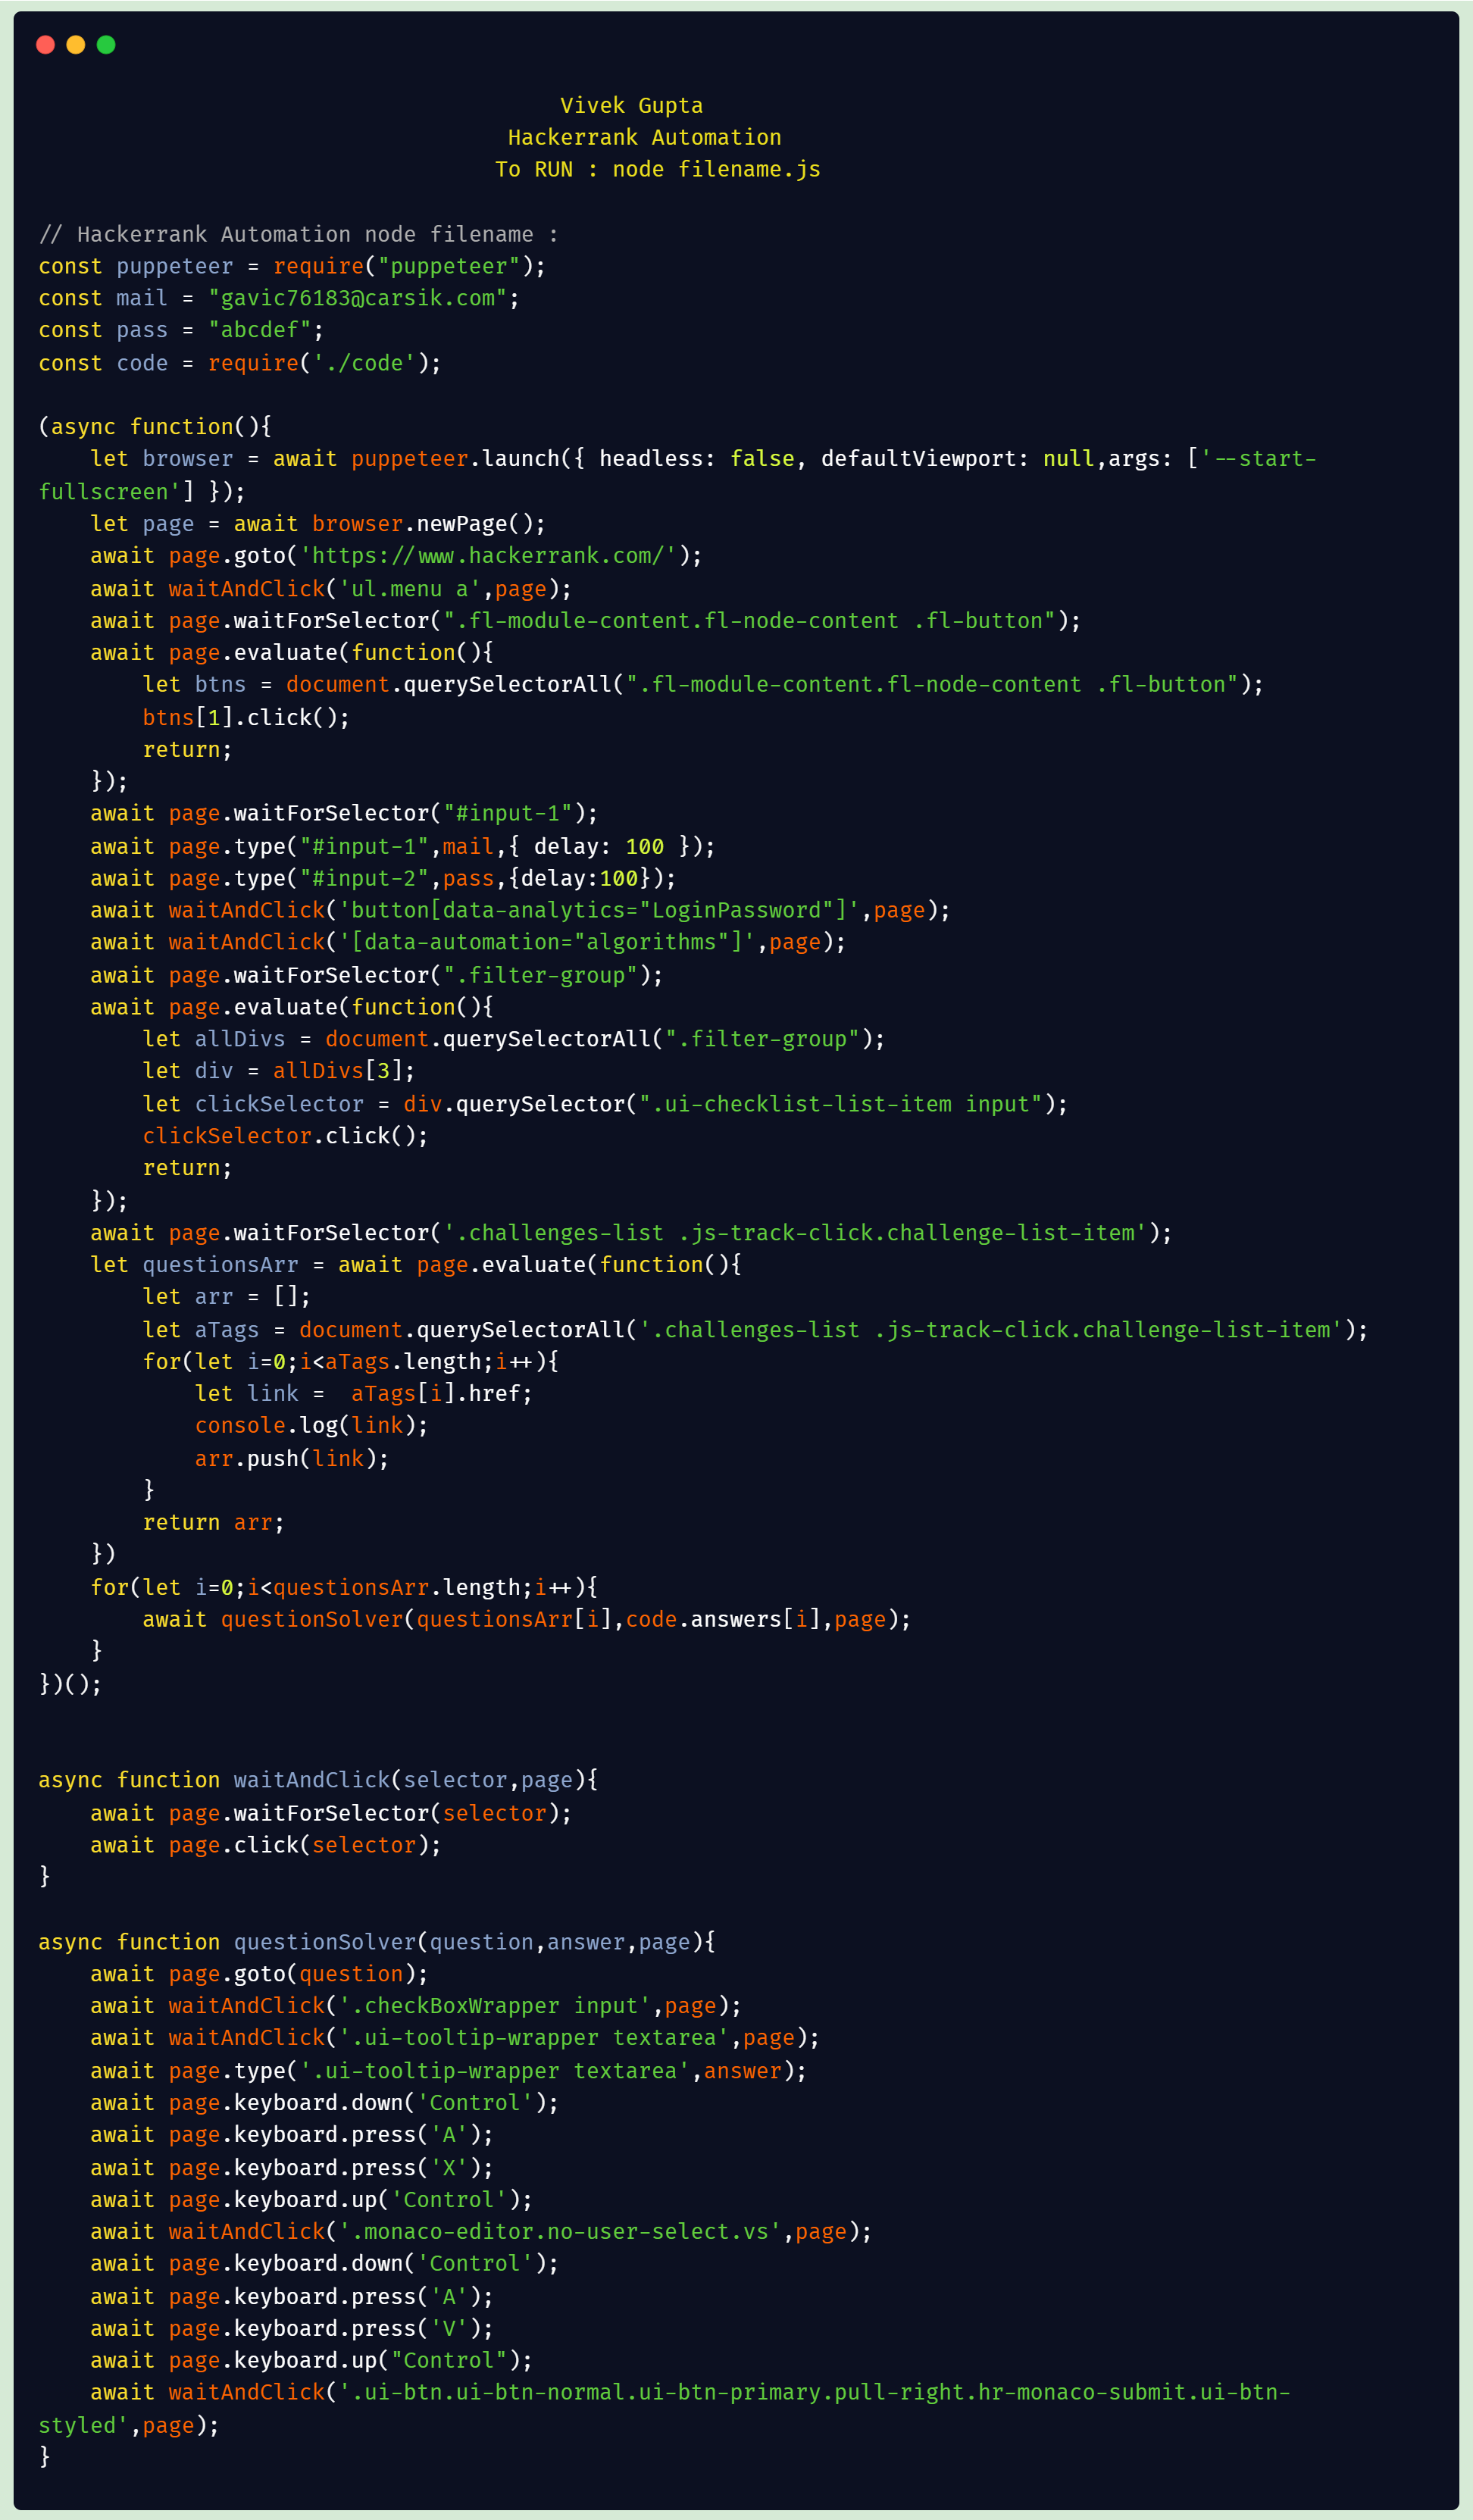 Vivek Gupta
Hackerrank Automation
To RUN : node filename.js
// Hackerrank Automation node filename :
const puppeteer = require("puppeteer");
const mail = "gavic76183@carsik.com";
const pass = "abcdef";
const code = require('./code');
(async function(){
    let browser = await puppeteer.launch({ headless: false, defaultViewport: null,args: ['--start-
fullscreen'] });
    let page = await browser.newPage();
    await page.goto('https://www.hackerrank.com/');
    await waitAndClick('ul.menu a',page);
    await page.waitForSelector(".fl-module-content.fl-node-content .fl-button");
    await page.evaluate(function(){
        let btns = document.querySelectorAll(".fl-module-content.fl-node-content .fl-button");
        btns[1].click();
        return;
    });
    await page.waitForSelector("#input-1");
    await page.type("#input-1",mail,{ delay: 100 });
    await page.type("#input-2",pass,{delay:100});
    await waitAndClick('button[data-analytics="LoginPassword"]',page);
    await waitAndClick('[data-automation="algorithms"]',page);
    await page.waitForSelector(".filter-group");
    await page.evaluate(function(){
        let allDivs = document.querySelectorAll(".filter-group");
        let div = allDivs[3];
        let clickSelector = div.querySelector(".ui-checklist-list-item input");
        clickSelector.click();
        return;
    });
    await page.waitForSelector('.challenges-list .js-track-click.challenge-list-item');
    let questionsArr = await page.evaluate(function(){
        let arr = [];
        let aTags = document.querySelectorAll('.challenges-list .js-track-click.challenge-list-item');
        for(let i=0;i<aTags.length;i++){
            let link =  aTags[i].href;
            console.log(link);
            arr.push(link);
        }
        return arr;
    })
    for(let i=0;i<questionsArr.length;i++){
        await questionSolver(questionsArr[i],code.answers[i],page);
    }
})();
async function waitAndClick(selector,page){
    await page.waitForSelector(selector);
    await page.click(selector);
}
async function questionSolver(question,answer,page){
    await page.goto(question);
    await waitAndClick('.checkBoxWrapper input',page);
    await waitAndClick('.ui-tooltip-wrapper textarea',page);
    await page.type('.ui-tooltip-wrapper textarea',answer);
    await page.keyboard.down('Control');
    await page.keyboard.press('A');
    await page.keyboard.press('X');
    await page.keyboard.up('Control');
    await waitAndClick('.monaco-editor.no-user-select.vs',page);
    await page.keyboard.down('Control');
    await page.keyboard.press('A');
    await page.keyboard.press('V');
    await page.keyboard.up("Control");
    await waitAndClick('.ui-btn.ui-btn-normal.ui-btn-primary.pull-right.hr-monaco-submit.ui-btn-
styled',page);
}